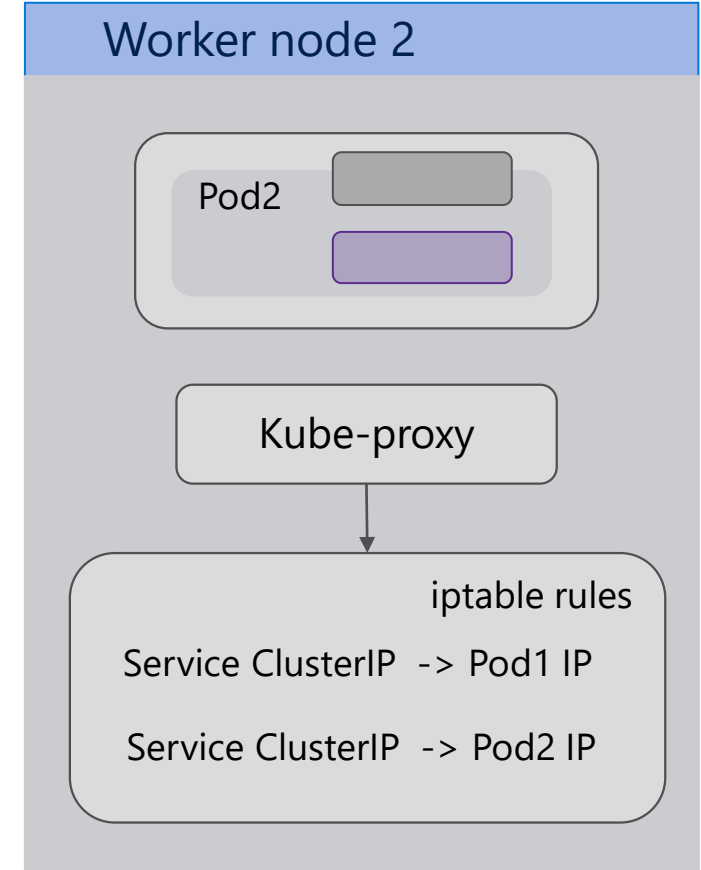 Worker node 2
Pod2
Kube-proxy
iptable rules
Service ClusterIP -> Pod1 IP
Service ClusterIP -> Pod2 IP